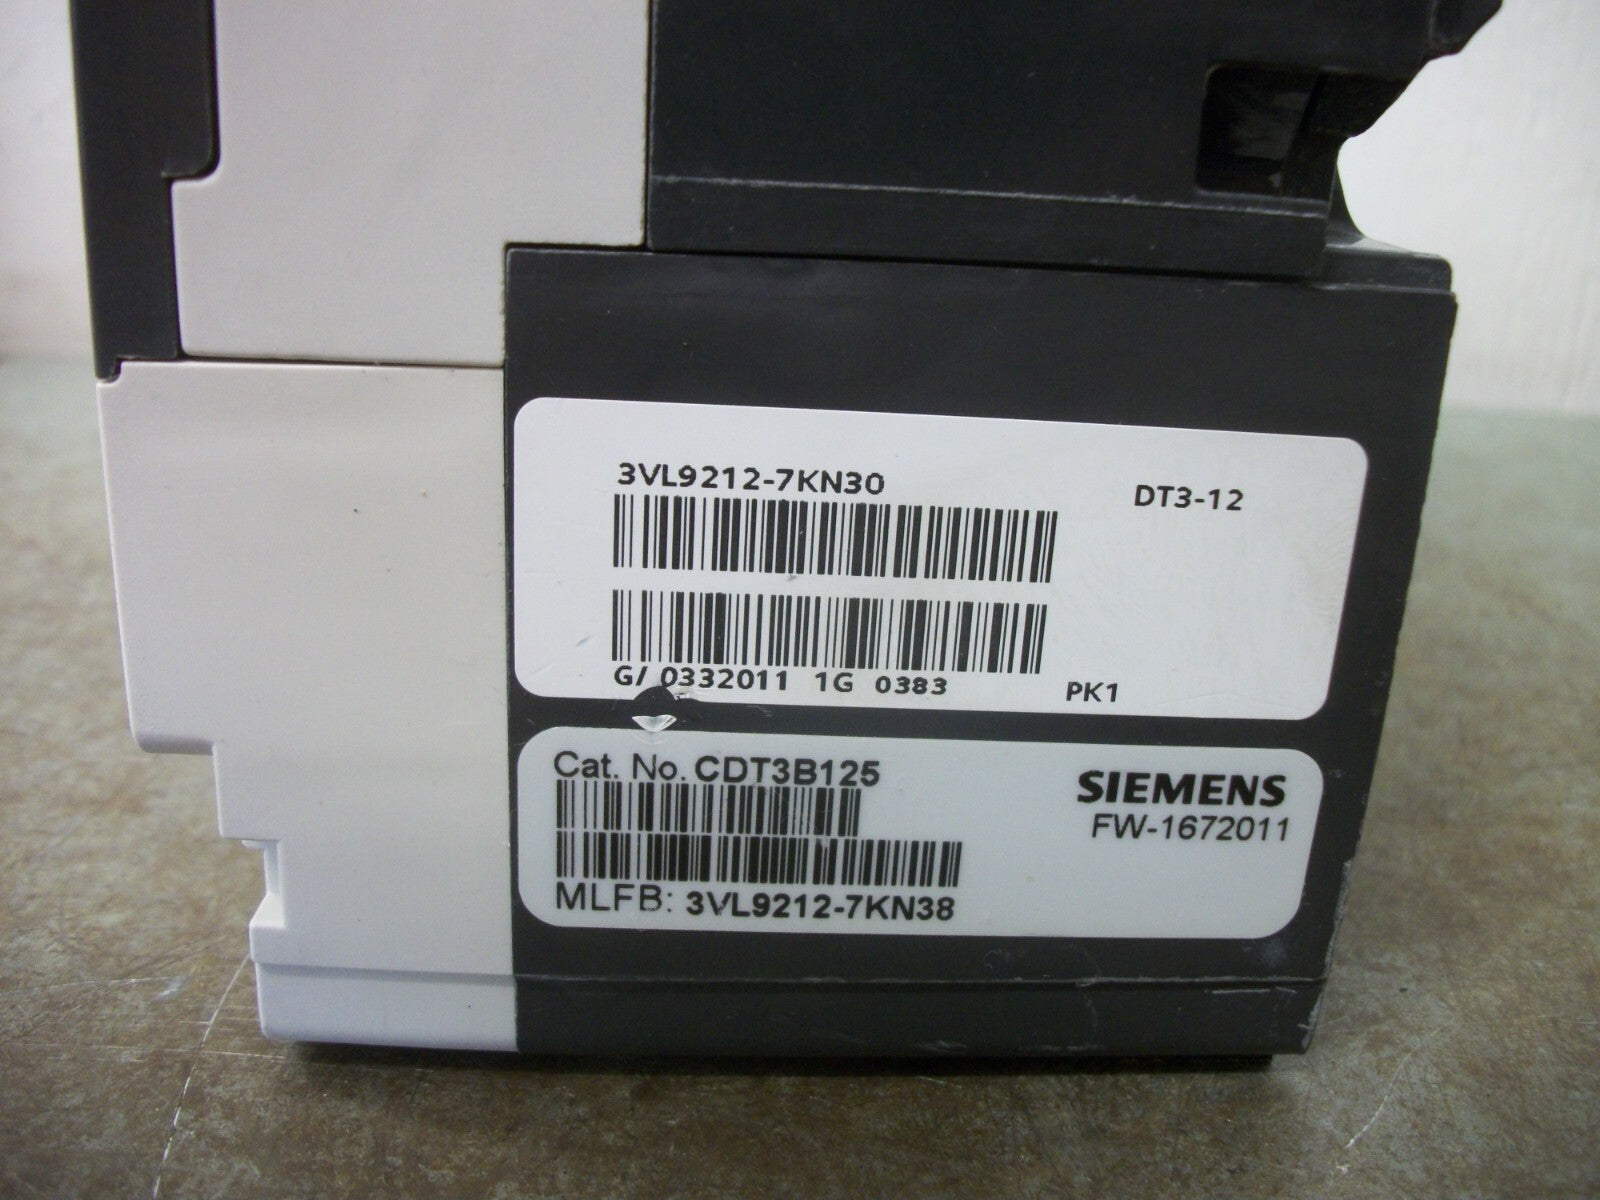 3VL9212-7KN30
DT3-12
G/ 0332011 1G 0383
PK1
Cat. No. CDT3B125
SIEMENS
FW-1672011
MLFB: 3VL9212-7KN38